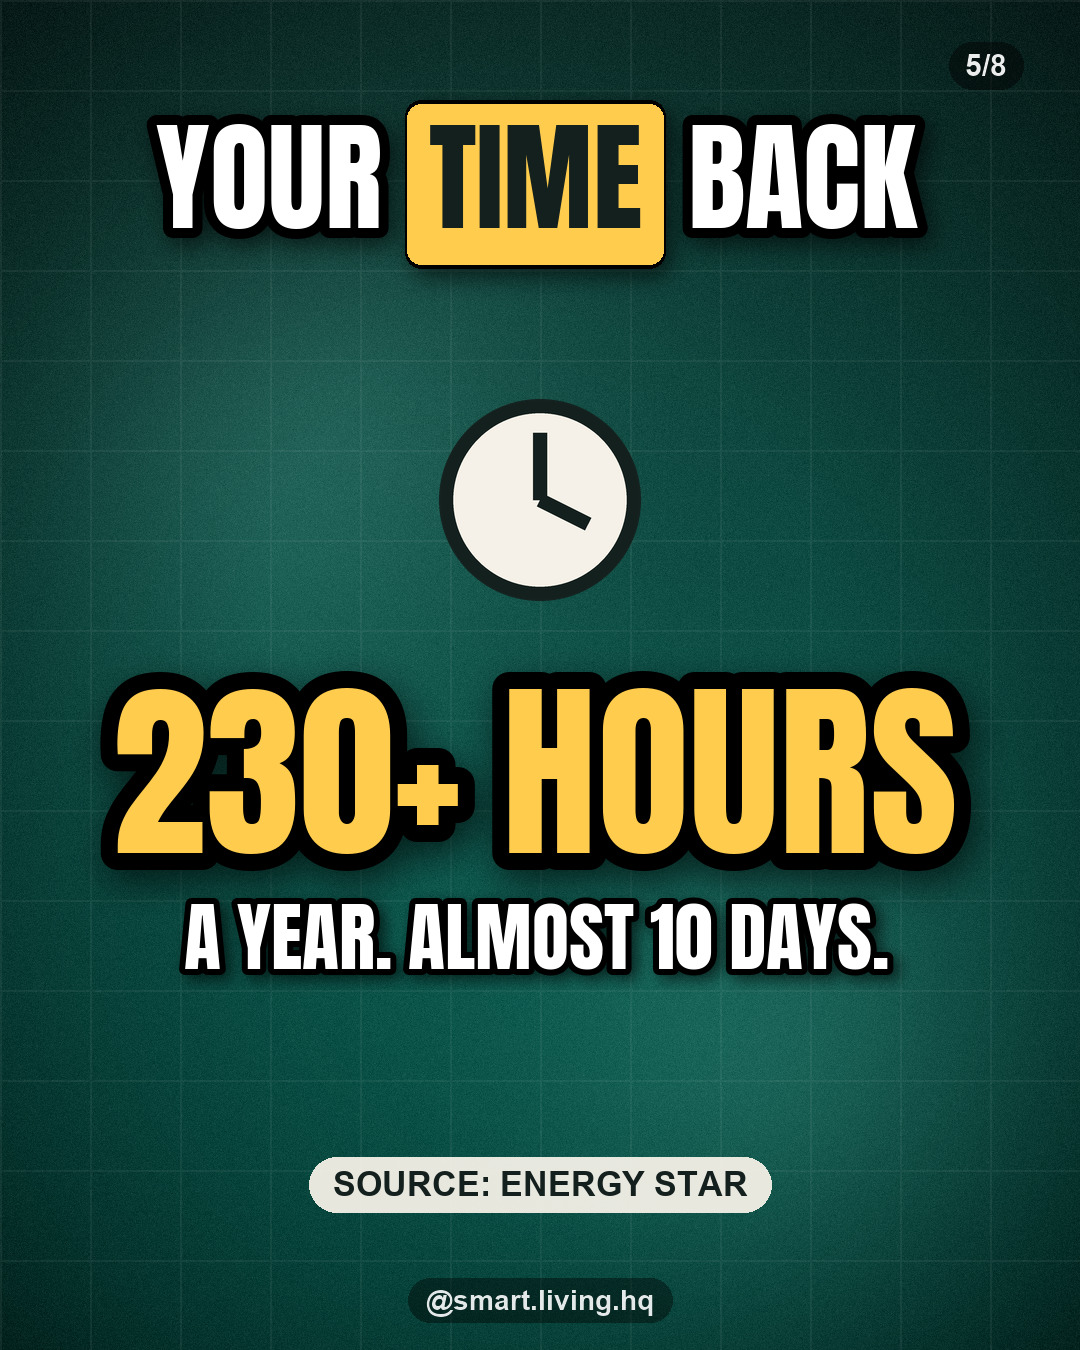 5/8
YOUR TIME BACK
230+ HOURS
A YEAR. ALMOST 10 DAYS.
SOURCE: ENERGY STAR
@smart.living.hq